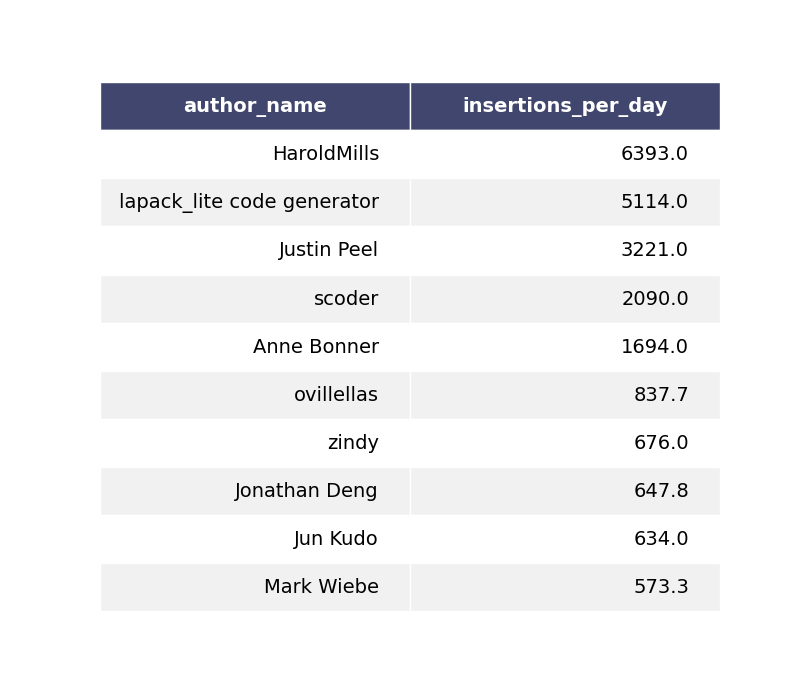 author_name insertions_per_day
HaroldMills 6393.0
lapack_lite code generator 5114.0
Justin Peel 3221.0
scoder 2090.0
Anne Bonner 1694.0
ovillellas 837.7
zindy 676.0
Jonathan Deng 647.8
Jun Kudo 634.0
Mark Wiebe 573.3